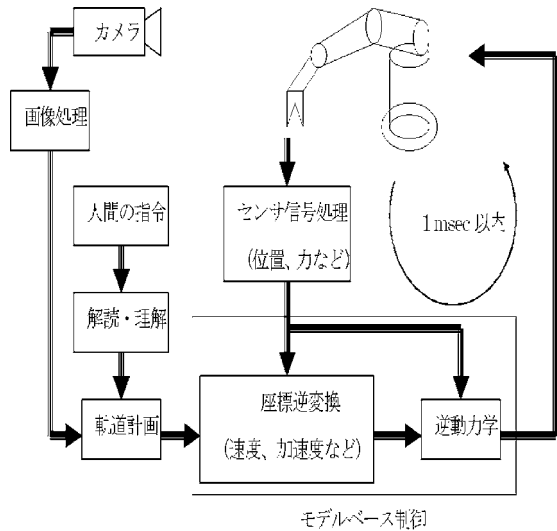 カメラ
画像処理
人間の指令
センサ信号処理
(位置、力など)
1msec 以内
解読・理解
軌道計画
座標逆変換
(速度、加速度など)
逆動力学
モデルベース制御